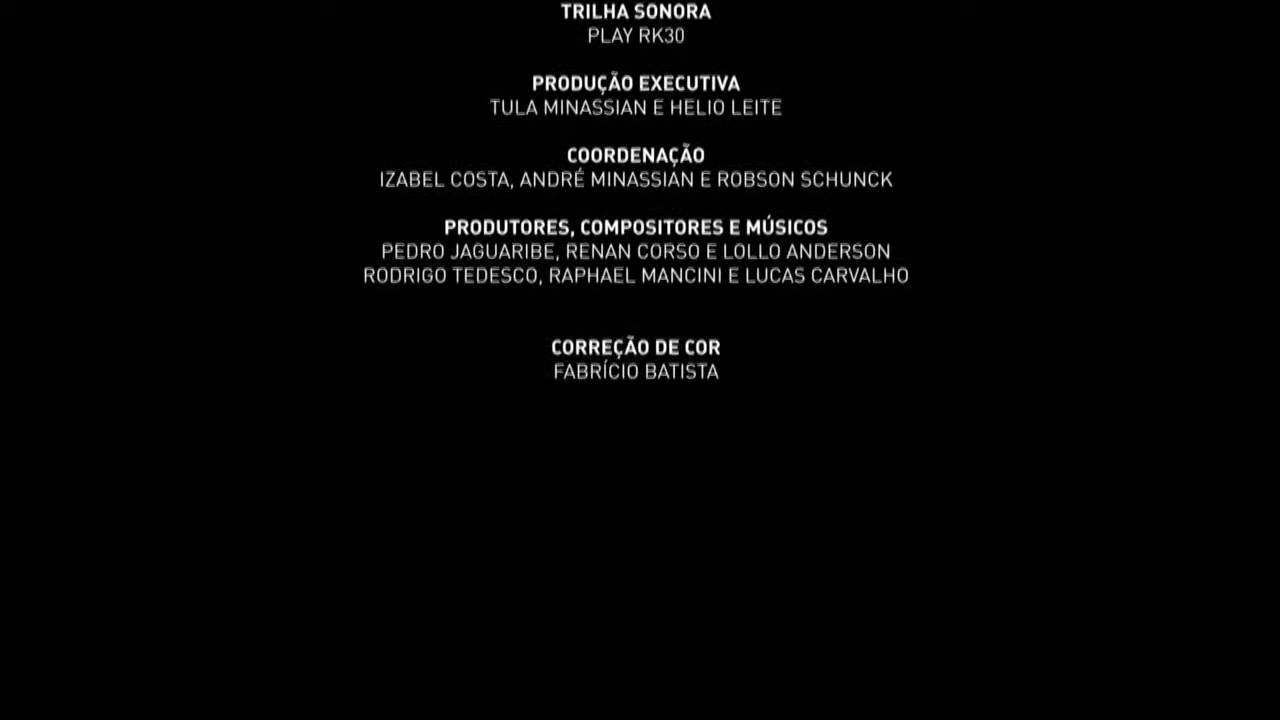 TRILHA SONORA
PLAY RK30
PRODUÇÃO EXECUTIVA
TULA MINASSIAN E HELIO LEITE
COORDENAÇÃO
IZABEL COSTA, ANDRÉ MINASSIAN E ROBSON SCHUNCK
PRODUTORES, COMPOSITORES E MÚSICOS
PEDRO JAGUARIBE, RENAN CORSO E LOLLO ANDERSON
RODRIGO TEDESCO, RAPHAEL MANCINI E LUCAS CARVALHO
CORREÇÃO DE COR
FABRÍCIO BATISTA